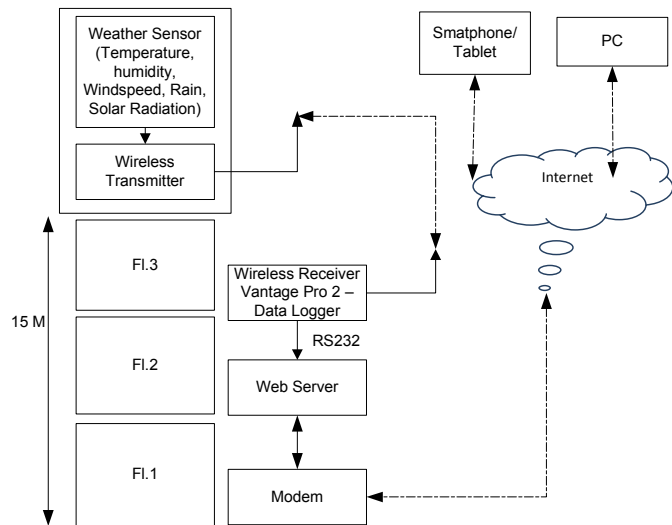 Weather Sensor
(Temperature,
humidity,
Windspeed, Rain,
Solar Radiation)
Wireless
Transmitter
Smatphone/
Tablet
PC
Internet
15 M
Fl.3
Fl.2
Fl.1
Wireless Receiver
Vantage Pro 2 –
Data Logger
RS232
Web Server
Modem